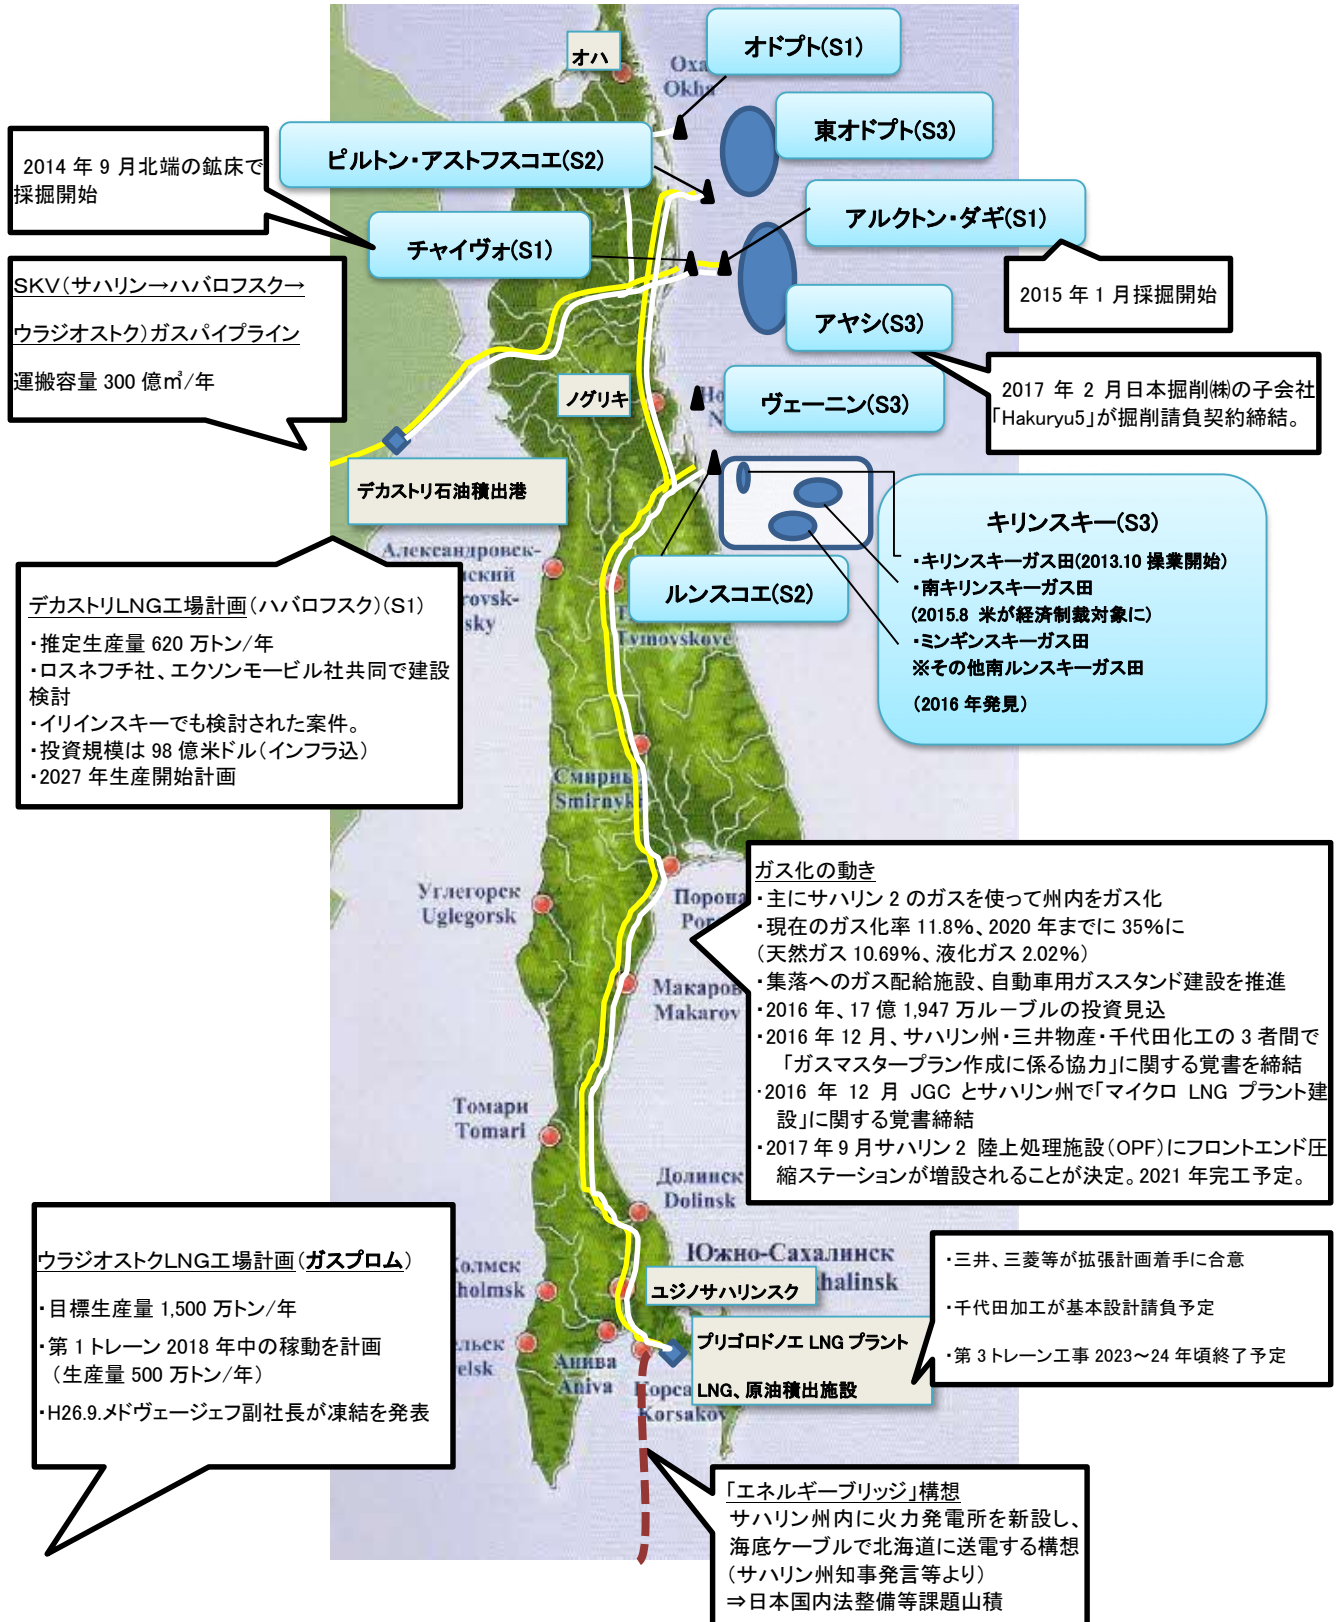 オハ
Оха
Okha
オドプト(S1)
東オドプト(S3)
ピルトン・アストフスコエ(S2)
2014 年 9 月北端の鉱床で
採掘開始
チャイヴォ(S1)
アルクトン・ダギ(S1)
2015 年 1 月採掘開始
SKV(サハリン→ハバロフスク→
ウラジオストク)ガスパイプライン
運搬容量 300 億㎥/年
アヤシ(S3)
2017 年 2 月日本掘削㈱の子会社
「Hakuryu5」が掘削請負契約締結。
ノグリキ
ヴェーニン(S3)
デカストリ石油積出港
キリンスキー(S3)
・キリンスキーガス田(2013.10 操業開始)
・南キリンスキーガス田
(2015.8 米が経済制裁対象に)
・ミンギンスキーガス田
※その他南ルンスキーガス田
(2016 年発見)
ルンスコエ(S2)
Александровск-
нский
rovsk-
sky
Tymovskoye
デカストリLNG工場計画(ハバロフスク)(S1)
・推定生産量 620 万トン/年
・ロスネフチ社、エクソンモービル社共同で建設
検討
・イリインスキーでも検討された案件。
・投資規模は 98 億米ドル(インフラ込)
・2027 年生産開始計画
Смирны
Smirnyk
Углегорск
Uglegorsk
Порона
Por
ガス化の動き
・主にサハリン 2 のガスを使って州内をガス化
・現在のガス化率 11.8%、2020 年までに 35%に
(天然ガス 10.69%、液化ガス 2.02%)
・集落へのガス配給施設、自動車用ガススタンド建設を推進
・2016 年、17 億 1,947 万ルーブルの投資見込
・2016 年 12 月、サハリン州・三井物産・千代田化工の 3 者間で
「ガスマスタープラン作成に係る協力」に関する覚書を締結
・2016 年 12 月 JGC とサハリン州で「マイクロ LNG プラント建
設」に関する覚書締結
・2017 年 9 月サハリン 2 陸上処理施設(OPF)にフロントエンド圧
縮ステーションが増設されることが決定。2021 年完工予定。
Макаров
Makarov
Томари
Tomari
Долинск
Dolinsk
ウラジオストクLNG工場計画(ガスプロム)
・目標生産量 1,500 万トン/年
・第 1 トレーン 2018 年中の稼動を計画
(生産量 500 万トン/年)
・H26.9.メドヴェージェフ副社長が凍結を発表
Южно-Сахалинск
halinsk
ユジノサハリンスク
олмск
holmsk
・三井、三菱等が拡張計画着手に合意
・千代田加工が基本設計請負予定
・第 3 トレーン工事 2023～24 年頃終了予定
プリゴロドノエ LNG プラント
LNG、原油積出施設
ельск
elsk
Анива
Aniva
Корса
Korsakov
「エネルギーブリッジ」構想
サハリン州内に火力発電所を新設し、
海底ケーブルで北海道に送電する構想
(サハリン州知事発言等より)
⇒日本国内法整備等課題山積